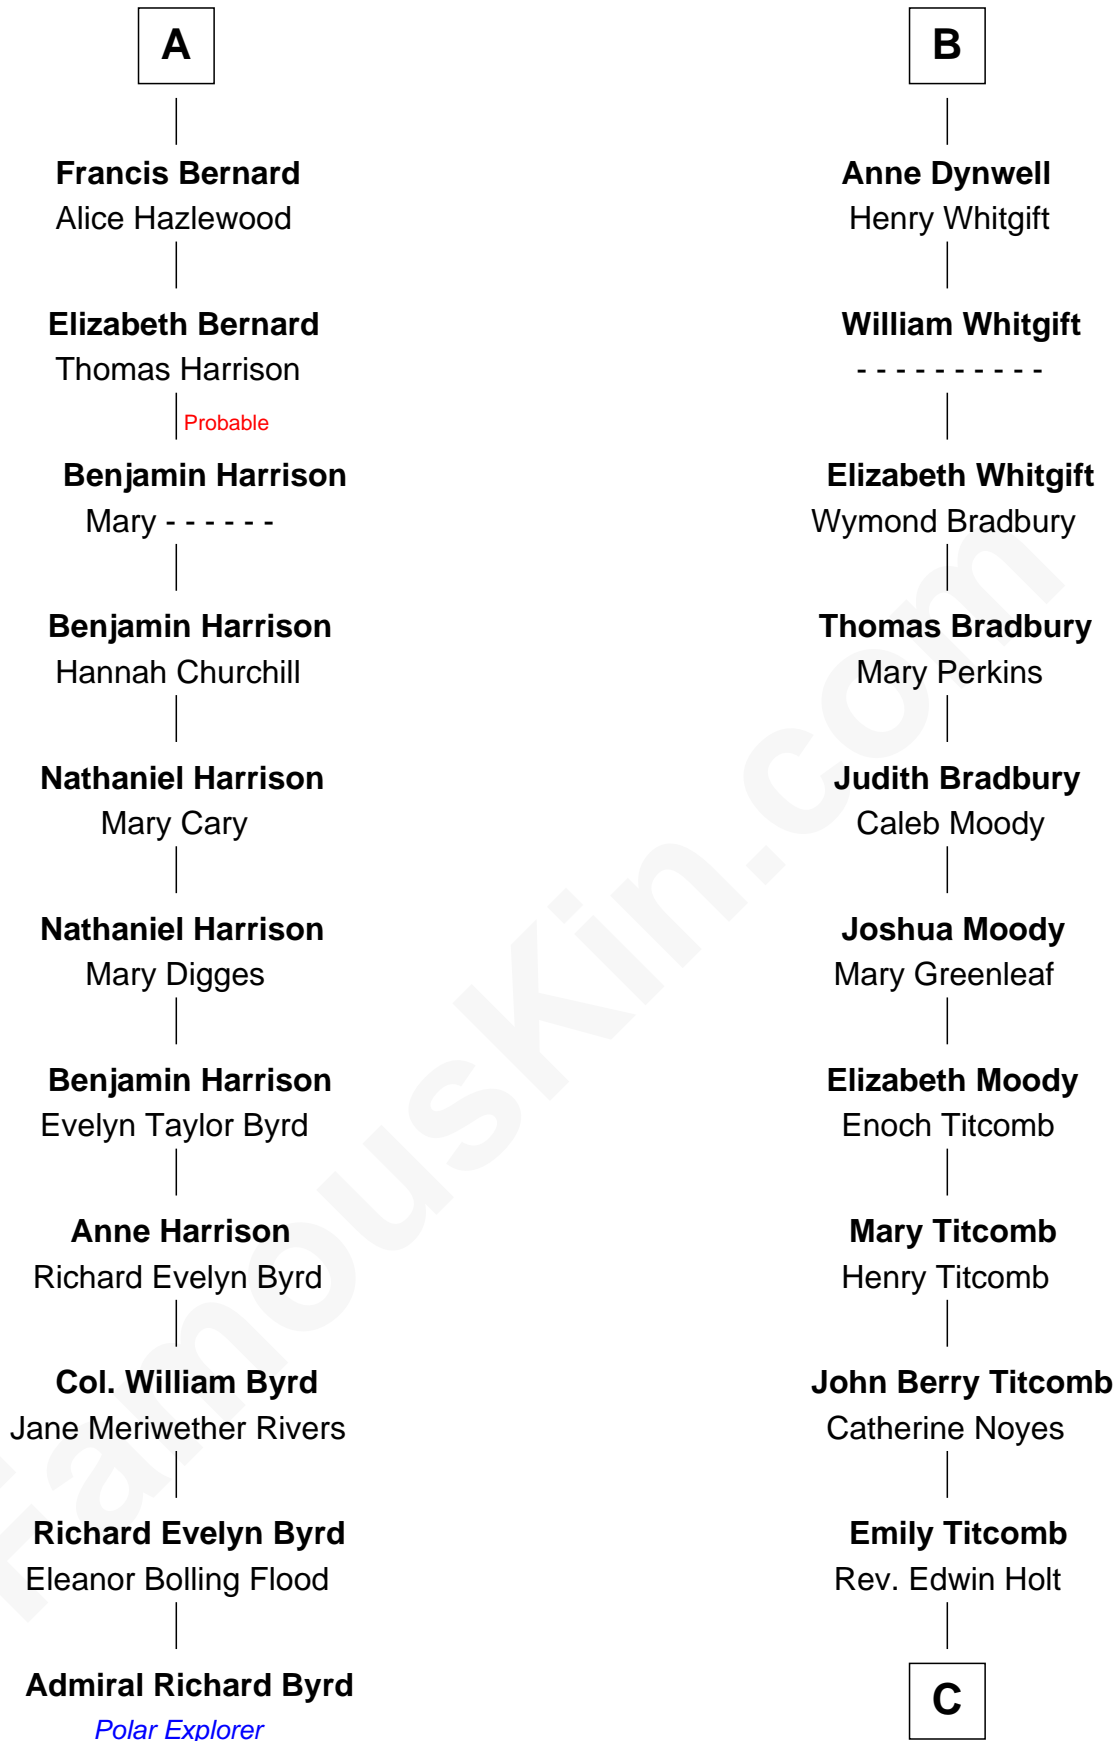 A
Francis Bernard
Alice Hazlewood
Elizabeth Bernard
Thomas Harrison
Probable
Benjamin Harrison
Mary - - - - - -
Benjamin Harrison
Hannah Churchill
Nathaniel Harrison
Mary Cary
Nathaniel Harrison
Mary Digges
Benjamin Harrison
Evelyn Taylor Byrd
Anne Harrison
Richard Evelyn Byrd
Col. William Byrd
Jane Meriwether Rivers
Richard Evelyn Byrd
Eleanor Bolling Flood
Admiral Richard Byrd
Polar Explorer
B
Anne Dynwell
Henry Whitgift
William Whitgift
- - - - - - - - - -
Elizabeth Whitgift
Wymond Bradbury
Thomas Bradbury
Mary Perkins
Judith Bradbury
Caleb Moody
Joshua Moody
Mary Greenleaf
Elizabeth Moody
Enoch Titcomb
Mary Titcomb
Henry Titcomb
John Berry Titcomb
Catherine Noyes
Emily Titcomb
Rev. Edwin Holt
C
FamousKin.com